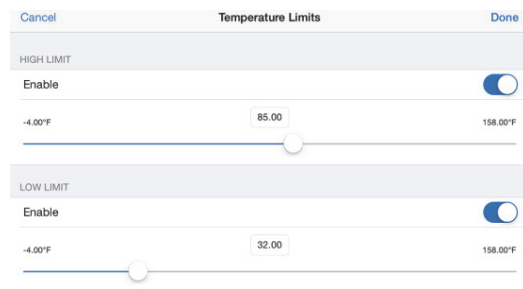 Cancel Temperature Limits Done
HIGH LIMIT
Enable
-4.00°F 85.00 158.00°F
LOW LIMIT
Enable
-4.00°F 32.00 158.00°F